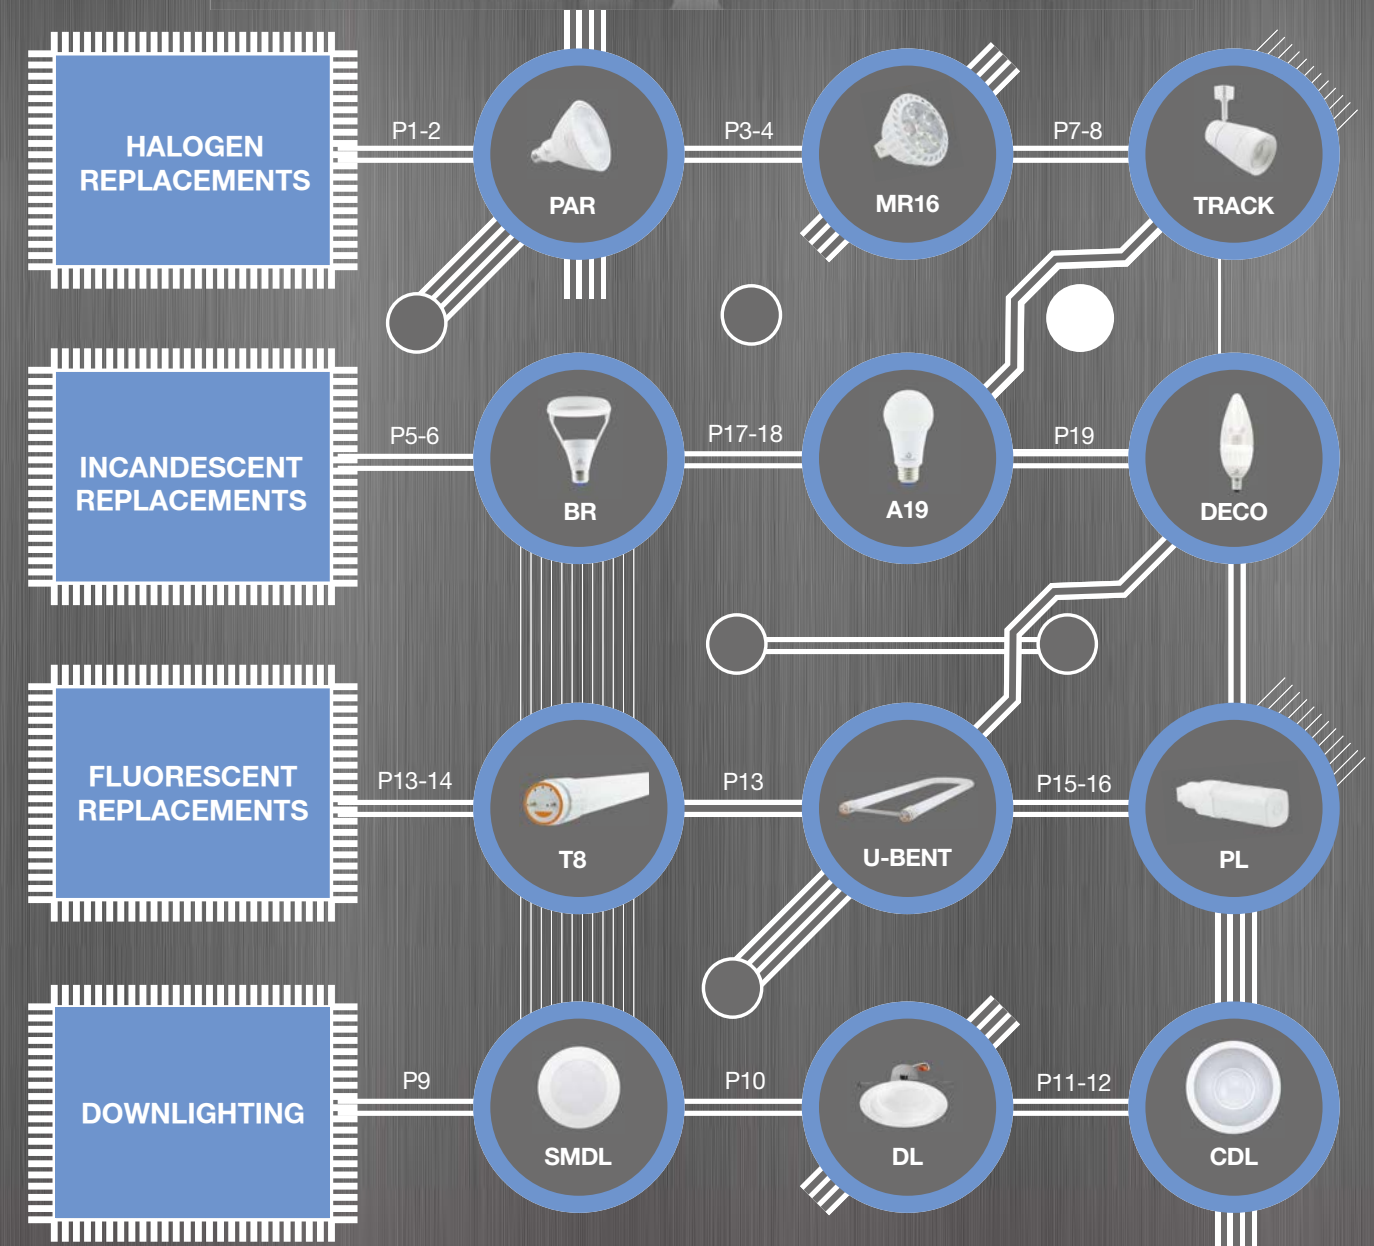 HALOGEN
REPLACEMENTS
P1-2
PAR
P3-4
MR16
P7-8
TRACK
INCANDESCENT
REPLACEMENTS
P5-6
BR
P17-18
A19
P19
DECO
FLUORESCENT
REPLACEMENTS
P13-14
T8
P13
U-BENT
P15-16
PL
DOWNLIGHTING
P9
SMDL
P10
DL
P11-12
CDL